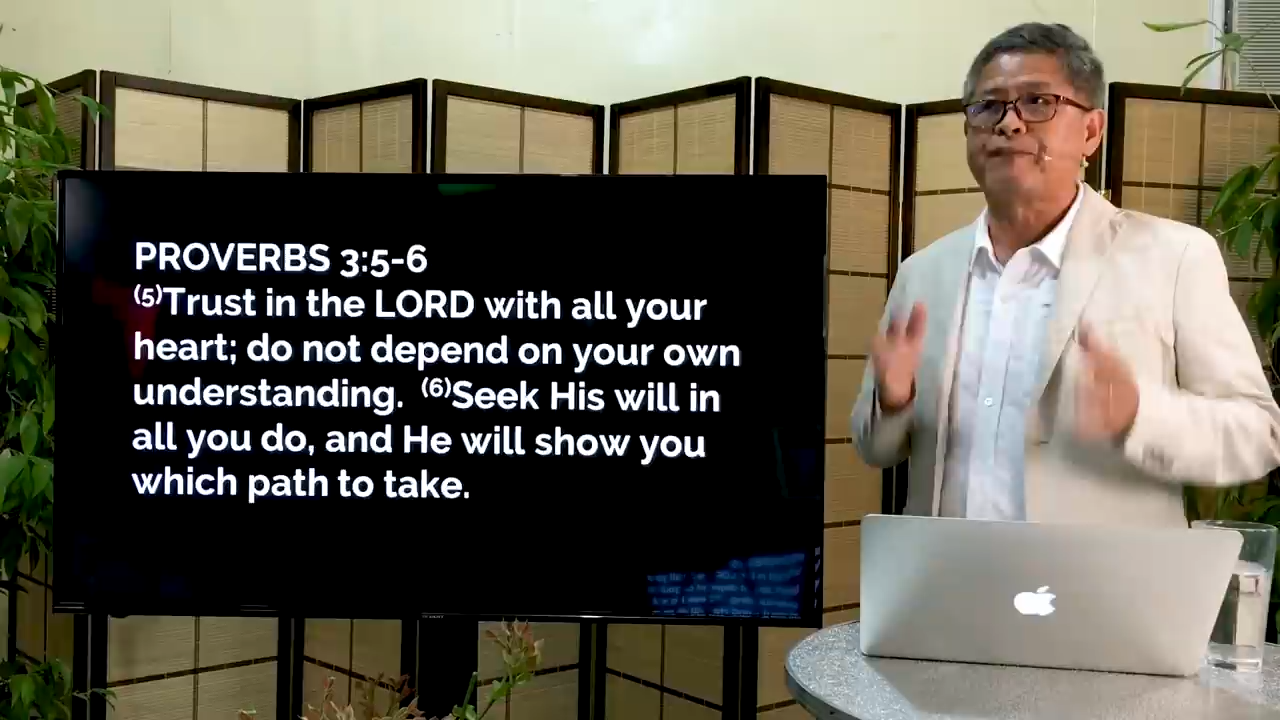 PROVERBS 3:5-6
(5)Trust in the LORD with all your
heart; do not depend on your own
understanding. (6)Seek His will in
all you do, and He will show you
which path to take.